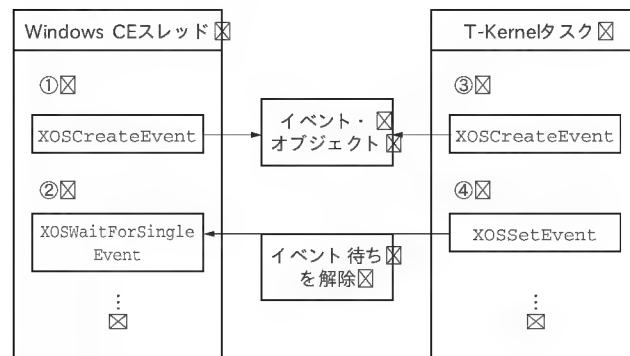 Windows CEスレッド
①
XOSCreateEvent
②
XOSWaitForSingle
Event
⋮
イベント・
オブジェクト
イベント待ち
を解除
T-Kernelタスク
③
XOSCreateEvent
④
XOSSetEvent
⋮